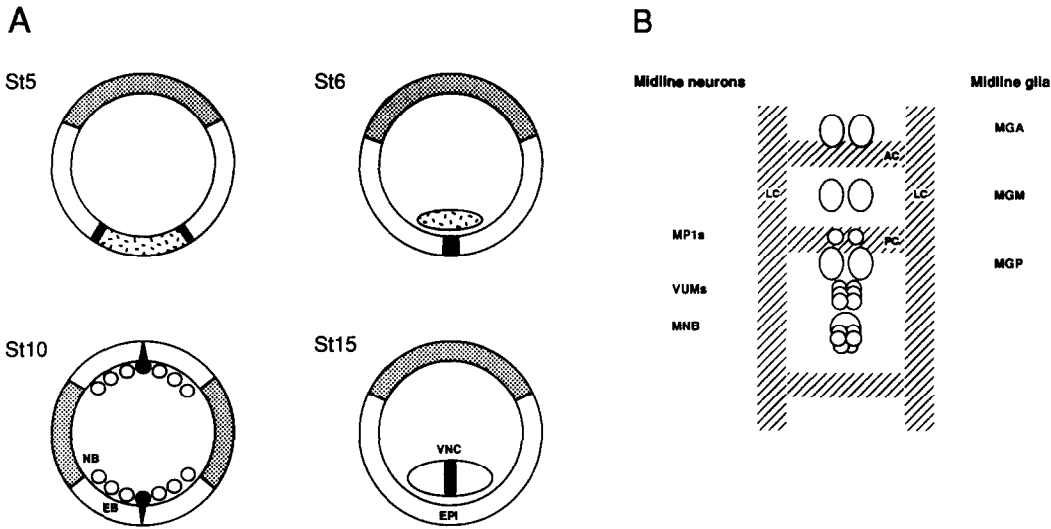 A
B
St5
St6
Midline neurons
Midline glia
MGA
AC
LC
LC
MGM
MP1s
PC
MGP
VUMs
MNB
St10
St15
NB
EB
VNC
EPI